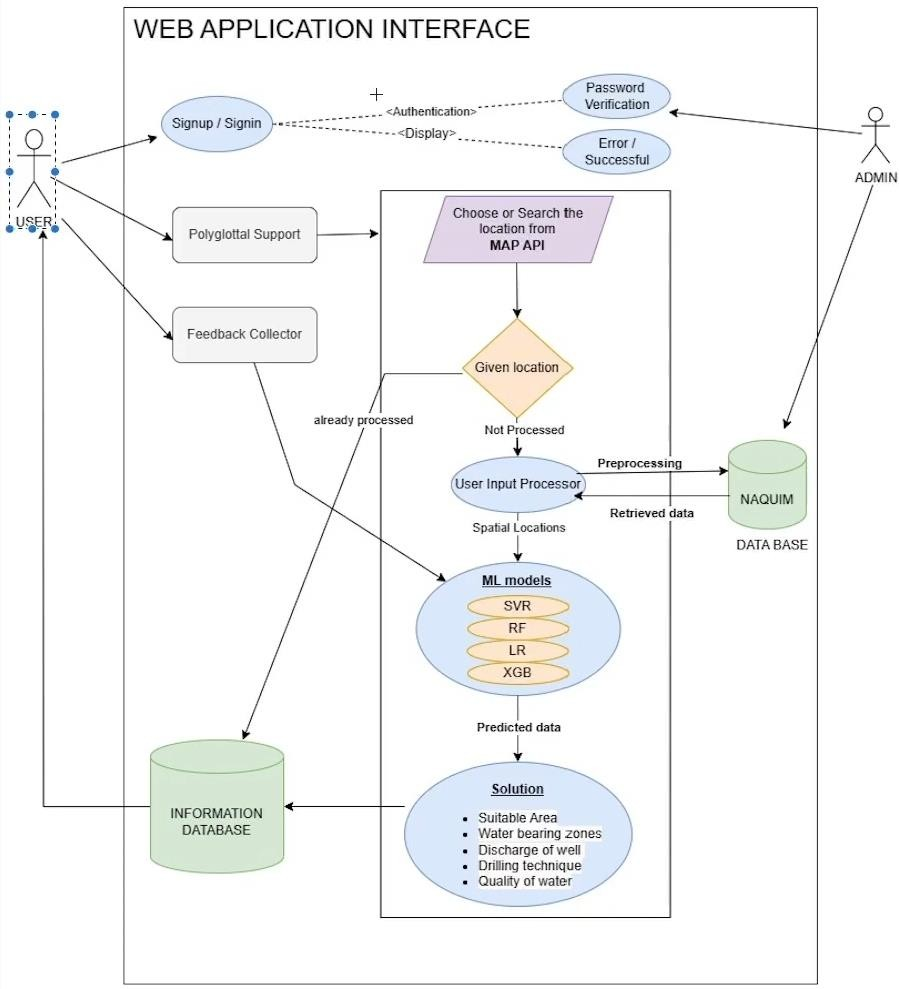 WEB APPLICATION INTERFACE
Password
Verification
Signup / Signin
<Authentication>
<Display>
Error /
Successful
ADMIN
USER
Polyglottal Support
Choose or Search the
location from
MAP API
Feedback Collector
Given location
already processed
Not Processed
User Input Processor
Preprocessing
Retrieved data
NAQUIM
DATA BASE
Spatial Locations
ML models
SVR
RF
LR
XGB
Predicted data
INFORMATION
DATABASE
Solution
• Suitable Area
• Water bearing zones
• Discharge of well
• Drilling technique
• Quality of water